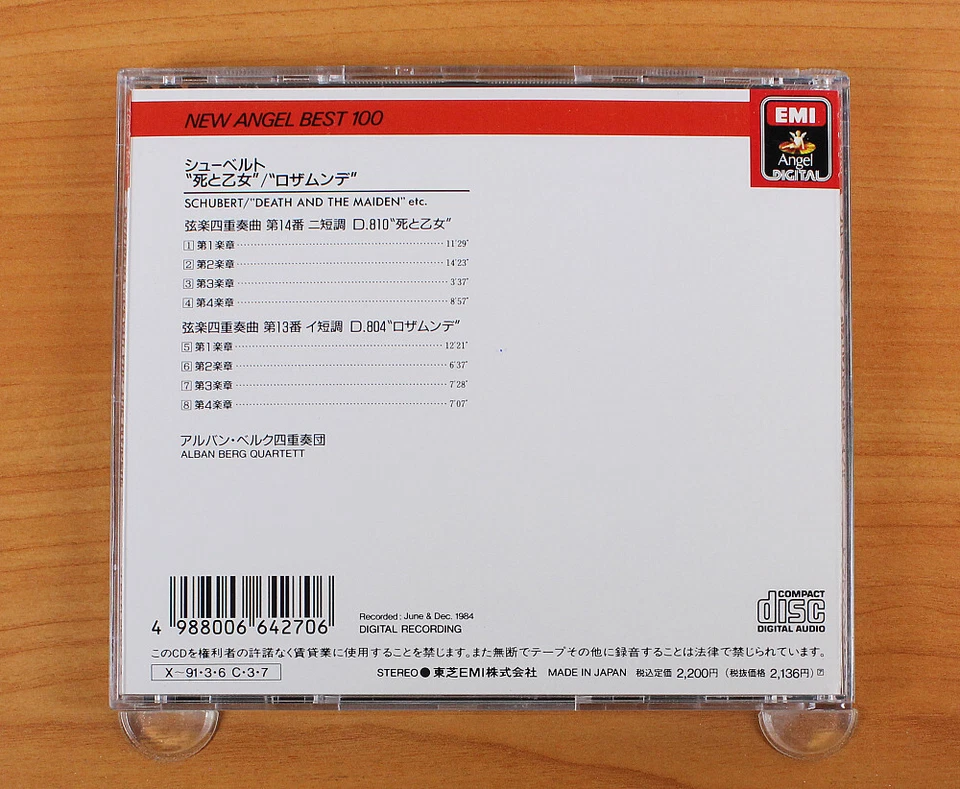 NEW ANGEL BEST 100
EMI
Angel
DIGITAL
シューベルト
“死と乙女”/“ロザムンデ”
SCHUBERT/"DEATH AND THE MAIDEN" etc.
弦楽四重奏曲 第14番 ニ短調 D.810“死と乙女”
1 第1楽章 11'29"
2 第2楽章 14'23"
3 第3楽章 3'37"
4 第4楽章 8'57"
弦楽四重奏曲 第13番 イ短調 D.804“ロザムンデ”
5 第1楽章 12'21"
6 第2楽章 6'37"
7 第3楽章 7'28"
8 第4楽章 7'07"
アルバン・ベルク四重奏団
ALBAN BERG QUARTETT
4 988006 642706
Recorded: June & Dec. 1984
DIGITAL RECORDING
COMPACT
disc
DIGITAL AUDIO
このCDを権利者の許諾なく賃貸業に使用することを禁じます。また無断でテープその他に録音することは法律で禁じられています。
X〜91・3・6 C・3・7
STEREO●東芝EMI株式会社 MADE IN JAPAN 税込定価 2,200円 (税抜価格 2,136円) Ⓟ